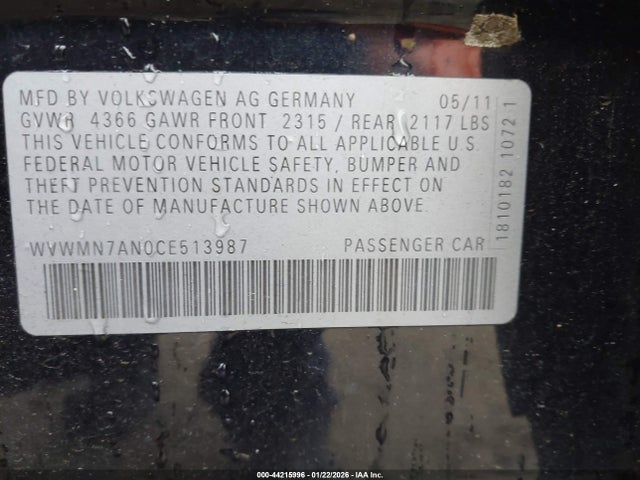 MFD BY VOLKSWAGEN AG GERMANY 05/11
GVWR 4366 GAWR FRONT 2315 / REAR 2117 LBS
THIS VEHICLE CONFORMS TO ALL APPLICABLE U.S.
FEDERAL MOTOR VEHICLE SAFETY, BUMPER AND
THEFT PREVENTION STANDARDS IN EFFECT ON
THE DATE OF MANUFACTURE SHOWN ABOVE.
WVWMN7AN0CE513987 PASSENGER CAR
1810182 1072 1
000-44215996 - 01/22/2026 - IAA Inc.